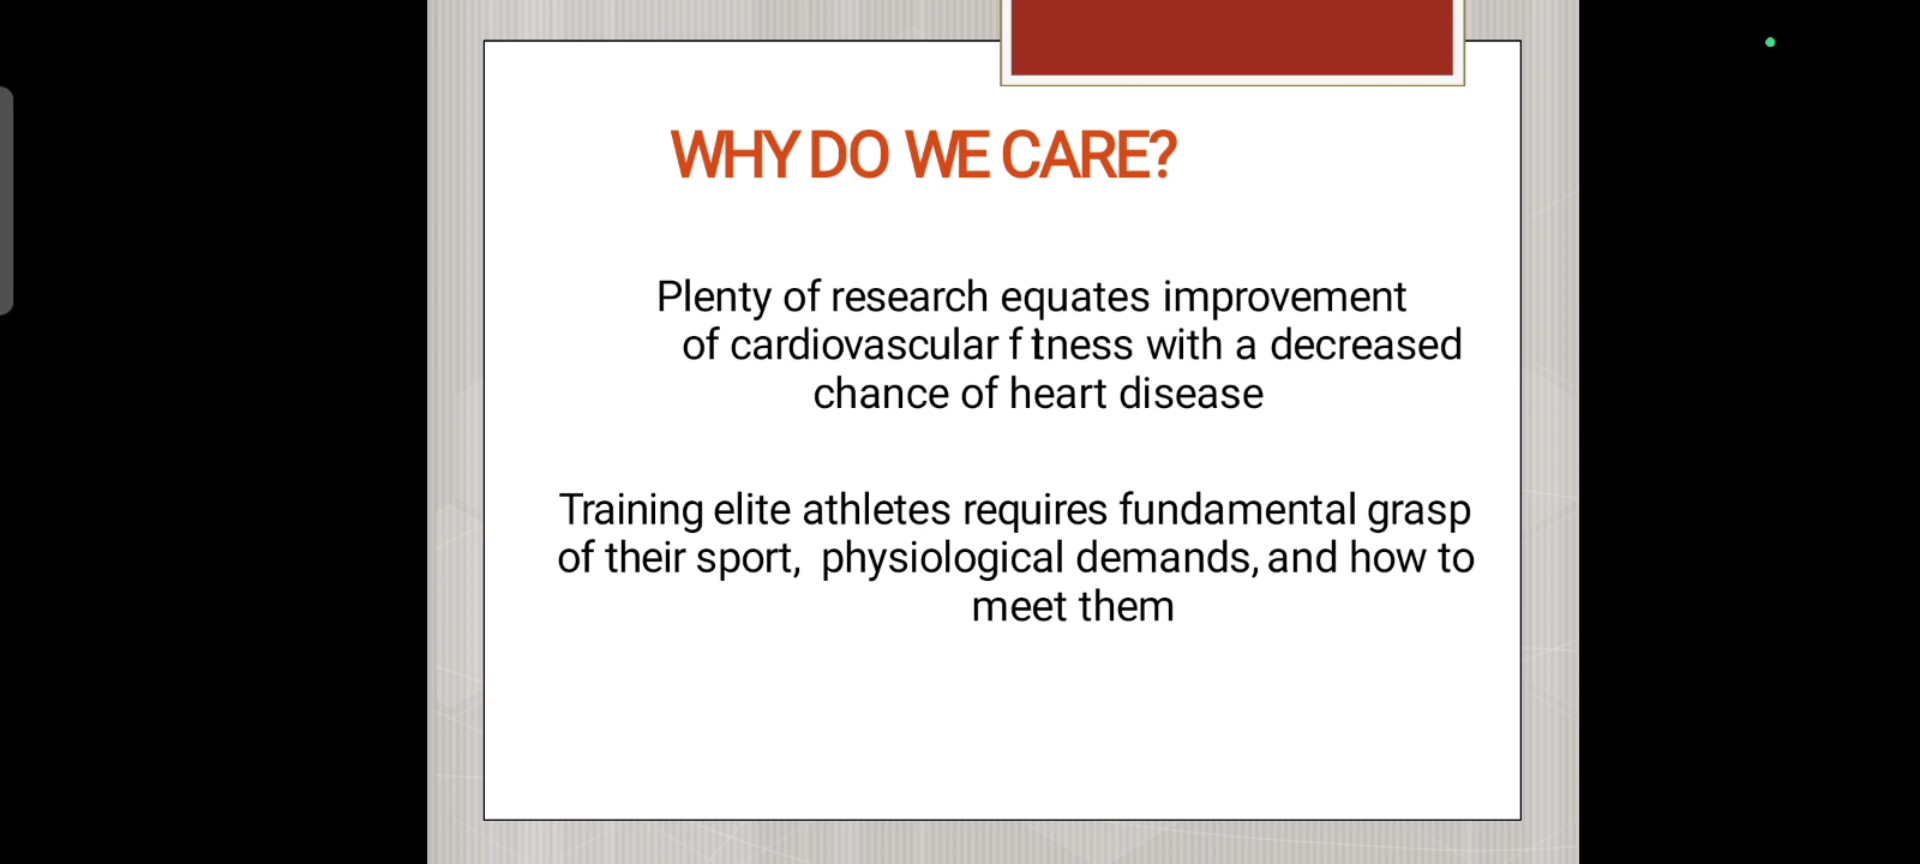 WHY DO WE CARE?
Plenty of research equates improvement
of cardiovascular f tness with a decreased
chance of heart disease
Training elite athletes requires fundamental grasp
of their sport, physiological demands, and how to
meet them